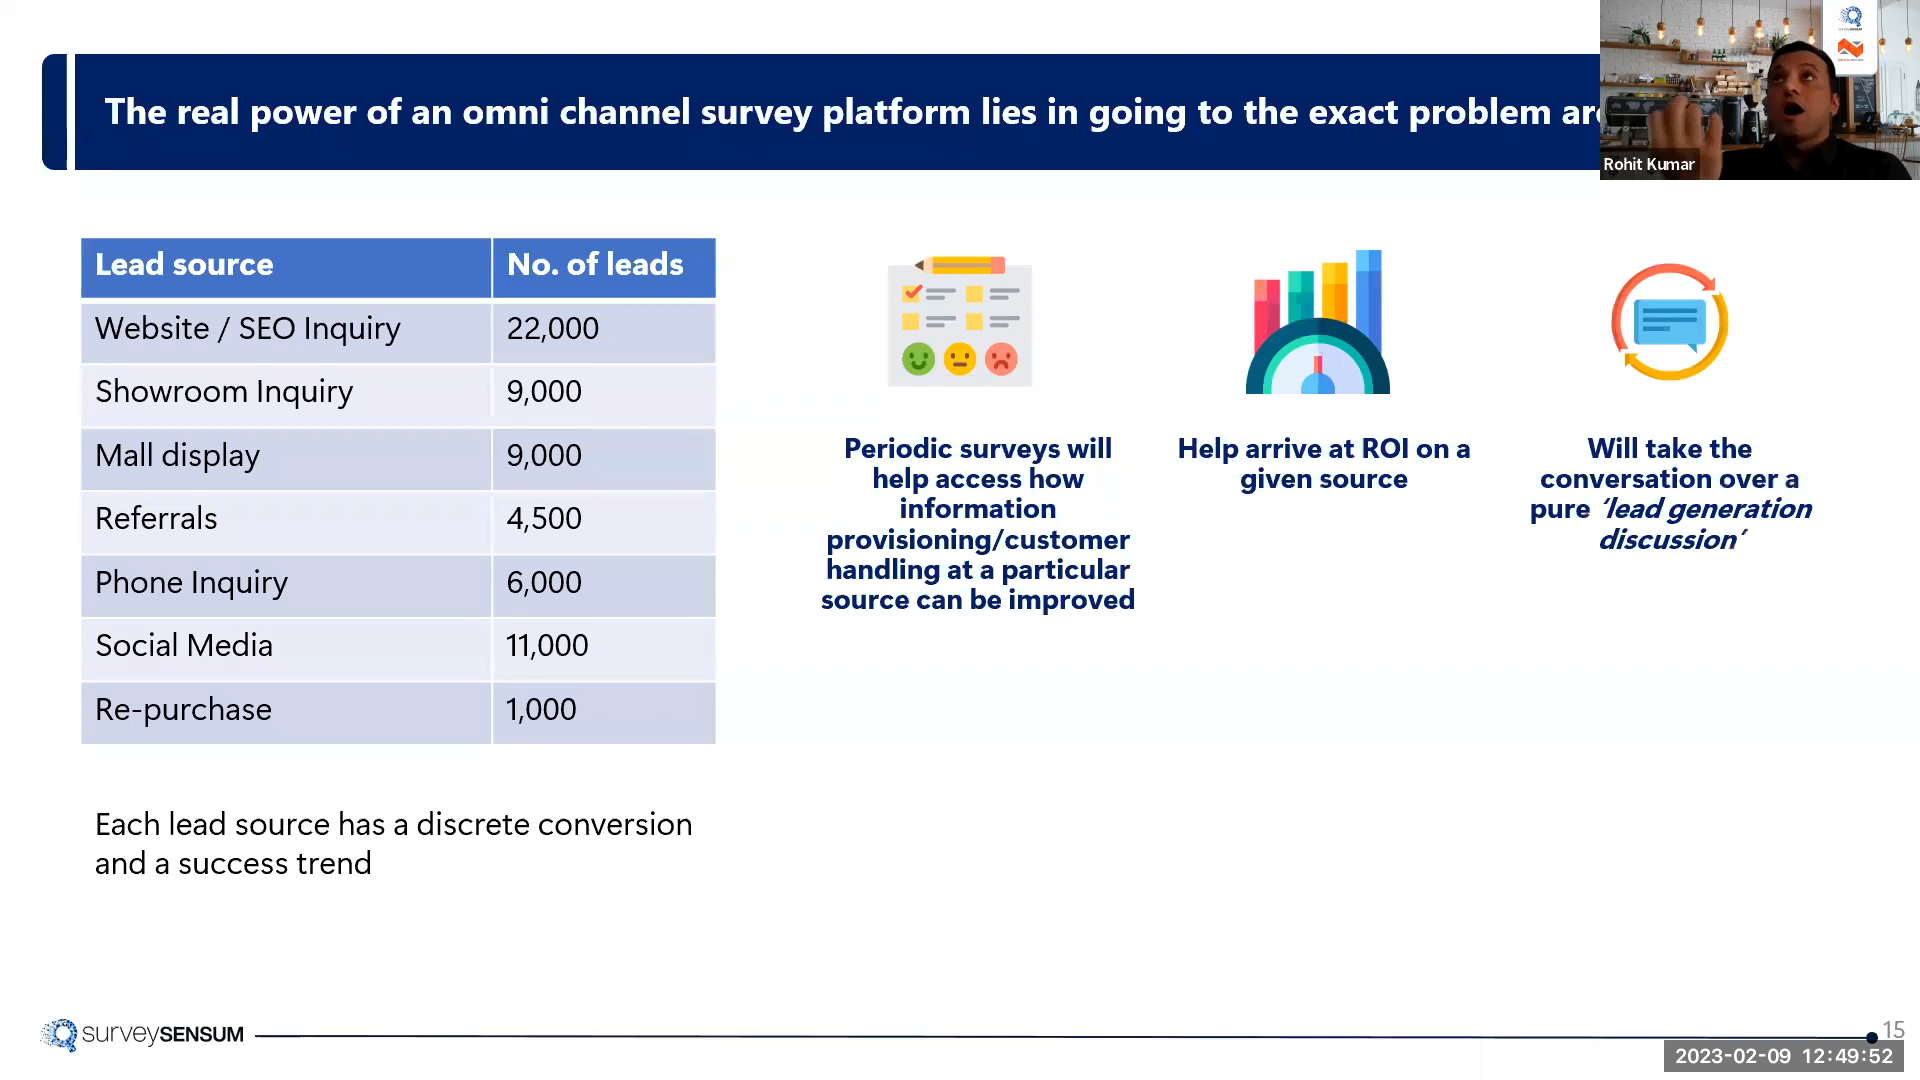 The real power of an omni channel survey platform lies in going to the exact problem
Rohit Kumar
Lead source No. of leads
Website / SEO Inquiry 22,000
Showroom Inquiry 9,000
Mall display 9,000
Referrals 4,500
Phone Inquiry 6,000
Social Media 11,000
Re-purchase 1,000
Each lead source has a discrete conversion
and a success trend
Periodic surveys will
help access how
information
provisioning/customer
handling at a particular
source can be improved
Help arrive at ROI on a
given source
Will take the
conversation over a
pure ‘lead generation
discussion’
surveySENSUM
15
2023-02-09 12:49:52